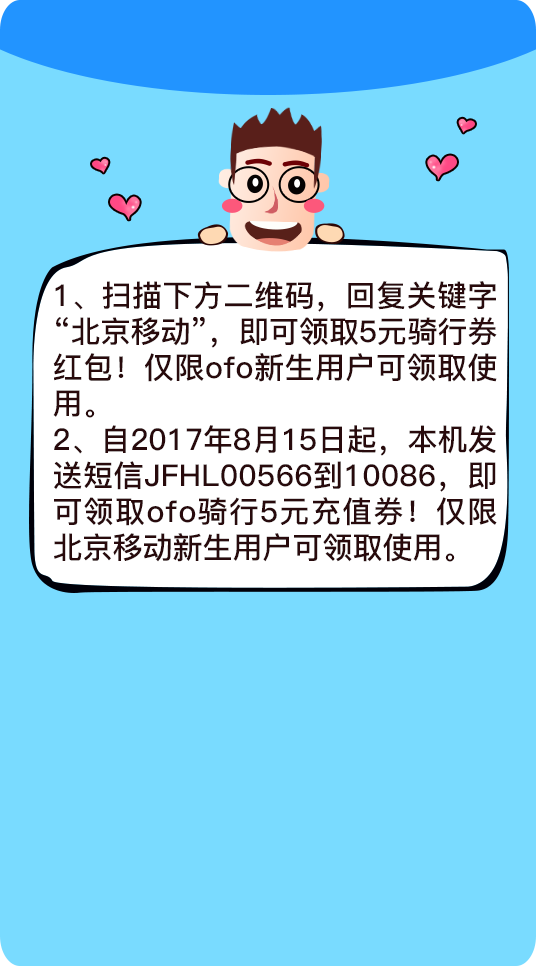 1、扫描下方二维码，回复关键字
“北京移动”，即可领取5元骑行券
红包！仅限ofo新生用户可领取使
用。
2、自2017年8月15日起，本机发
送短信JFHL00566到10086，即
可领取ofo骑行5元充值券！仅限
北京移动新生用户可领取使用。